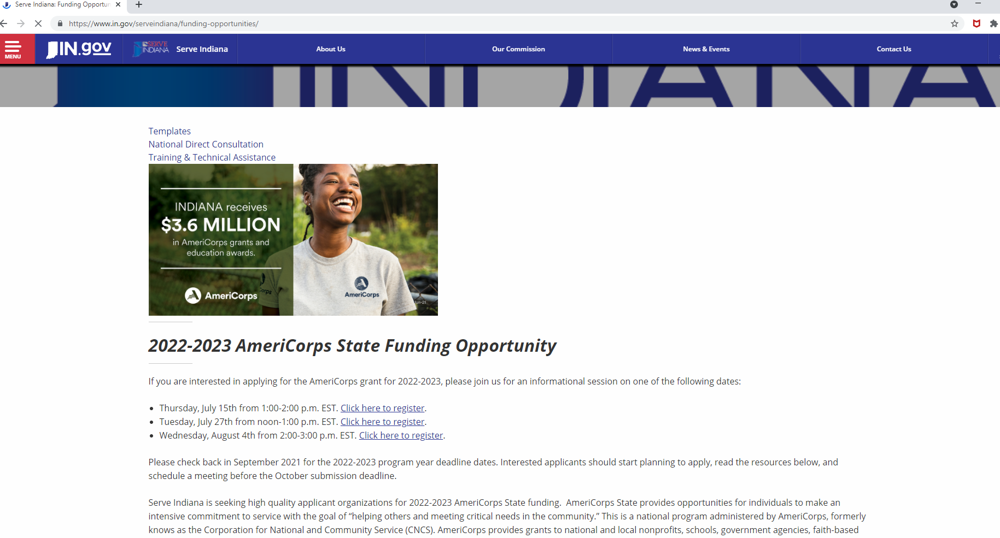 Serve Indiana: Funding Opportun
https://www.in.gov/serveindiana/funding-opportunities/
MENU
IN.gov
SERVE
INDIANA
Serve Indiana
About Us
Our Commission
News & Events
Contact Us
INDIANA
Templates
National Direct Consultation
Training & Technical Assistance
INDIANA receives
$3.6 MILLION
in AmeriCorps grants and
education awards.
AmeriCorps
Corps
AmeriCorps
Jun-21
2022-2023 AmeriCorps State Funding Opportunity
If you are interested in applying for the AmeriCorps grant for 2022-2023, please join us for an informational session on one of the following dates:
• Thursday, July 15th from 1:00-2:00 p.m. EST. Click here to register.
• Tuesday, July 27th from noon-1:00 p.m. EST. Click here to register.
• Wednesday, August 4th from 2:00-3:00 p.m. EST. Click here to register.
Please check back in September 2021 for the 2022-2023 program year deadline dates. Interested applicants should start planning to apply, read the resources below, and
schedule a meeting before the October submission deadline.
Serve Indiana is seeking high quality applicant organizations for 2022-2023 AmeriCorps State funding.  AmeriCorps State provides opportunities for individuals to make an
intensive commitment to service with the goal of “helping others and meeting critical needs in the community.” This is a national program administered by AmeriCorps, formerly
knows as the Corporation for National and Community Service (CNCS). AmeriCorps provides grants to national and local nonprofits, schools, government agencies, faith-based